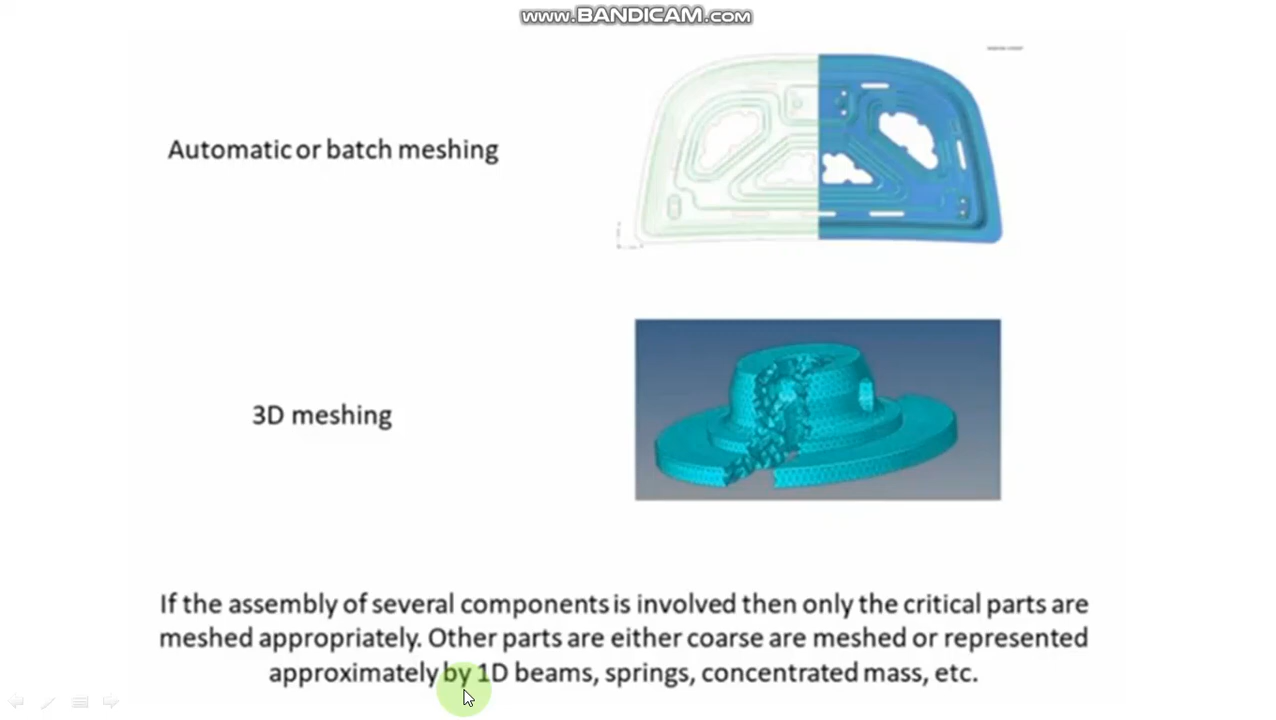 www.BANDICAM.com
Automatic or batch meshing
3D meshing
If the assembly of several components is involved then only the critical parts are
meshed appropriately. Other parts are either coarse are meshed or represented
approximately by 1D beams, springs, concentrated mass, etc.